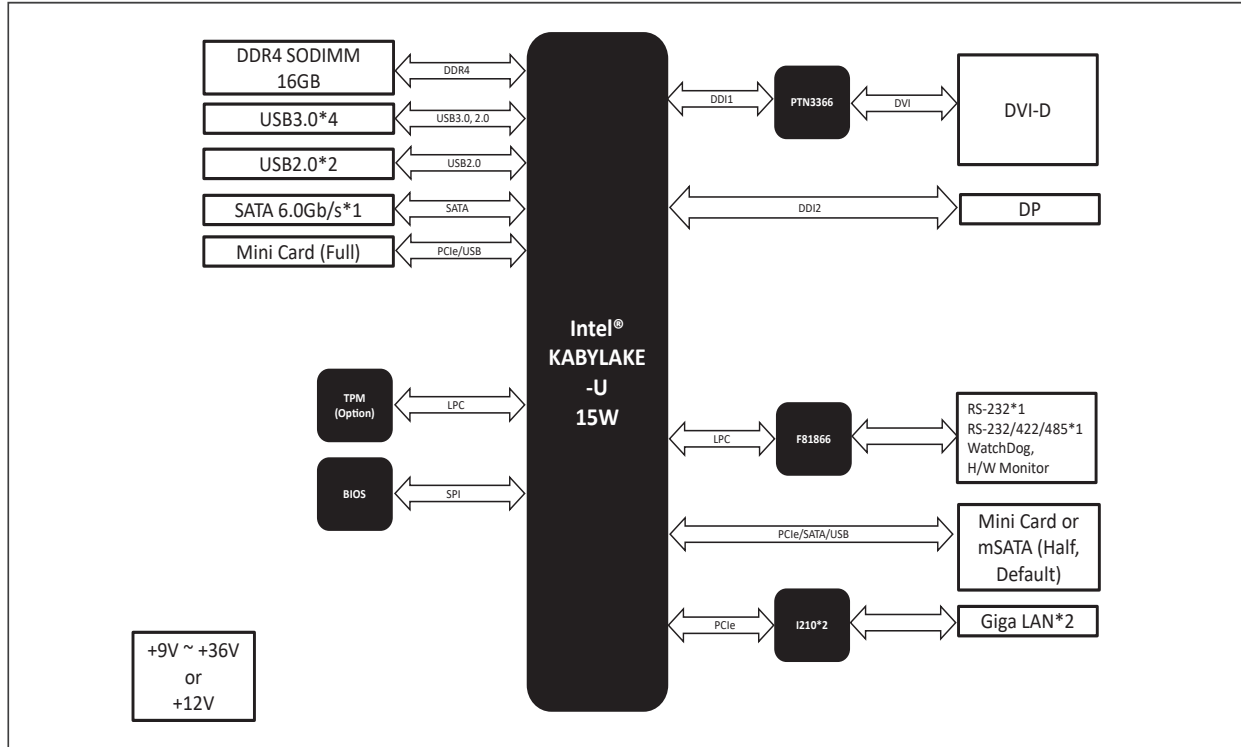 DDR4 SODIMM
16GB
DDR4
USB3.0*4
USB3.0, 2.0
USB2.0*2
USB2.0
SATA 6.0Gb/s*1
SATA
Mini Card (Full)
PCIe/USB
TPM
(Option)
LPC
BIOS
SPI
+9V ~ +36V
or
+12V
Intel®
KABYLAKE
-U
15W
DDI1
PTN3366
DVI
DVI-D
DDI2
DP
LPC
F81866
RS-232*1
RS-232/422/485*1
WatchDog,
H/W Monitor
PCIe/SATA/USB
Mini Card or
mSATA (Half,
Default)
PCIe
I210*2
Giga LAN*2